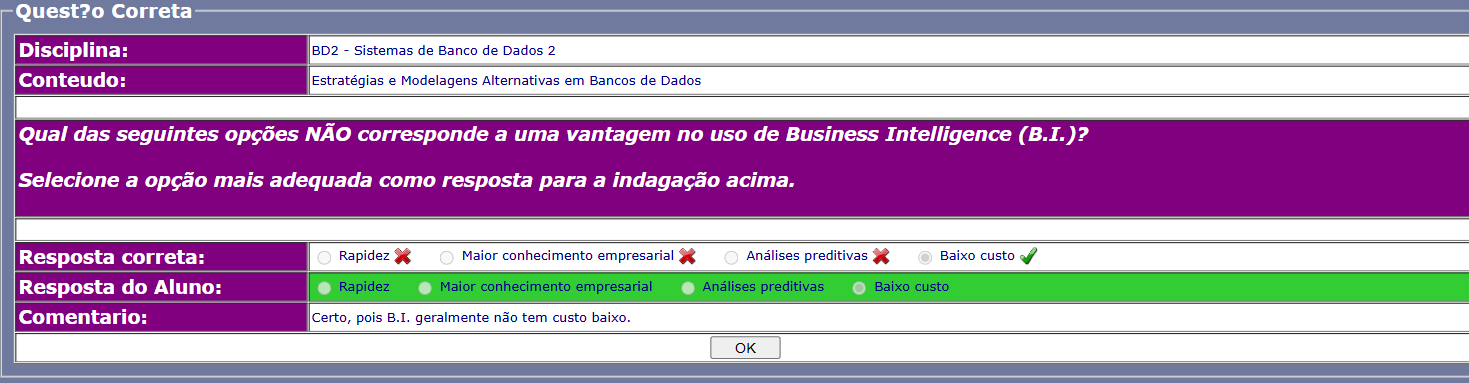 Quest?o Correta
Disciplina: BD2 - Sistemas de Banco de Dados 2
Conteudo: Estratégias e Modelagens Alternativas em Bancos de Dados
Qual das seguintes opções NÃO corresponde a uma vantagem no uso de Business Intelligence (B.I.)?
Selecione a opção mais adequada como resposta para a indagação acima.
Resposta correta: Rapidez Maior conhecimento empresarial Análises preditivas Baixo custo
Resposta do Aluno: Rapidez Maior conhecimento empresarial Análises preditivas Baixo custo
Comentario: Certo, pois B.I. geralmente não tem custo baixo.
OK